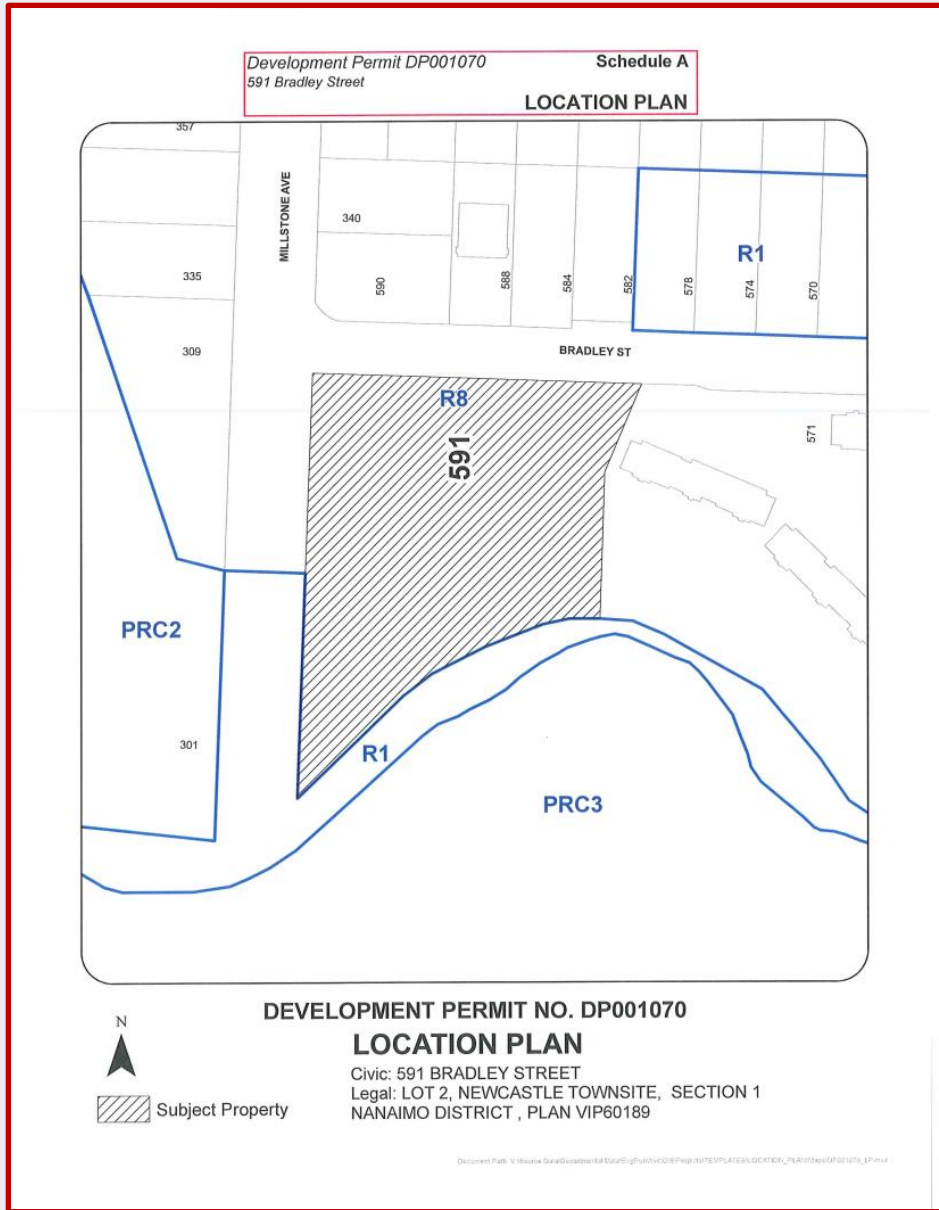 Development Permit DP001070 Schedule A
591 Bradley Street
LOCATION PLAN
357
MILLSTONE AVE
340
R1
335
590
588
584
582
578
574
570
309
BRADLEY ST
R8
591
571
PRC2
301
R1
PRC3
N
DEVELOPMENT PERMIT NO. DP001070
LOCATION PLAN
Civic: 591 BRADLEY STREET
Legal: LOT 2, NEWCASTLE TOWNSITE, SECTION 1
NANAIMO DISTRICT , PLAN VIP60189
Subject Property
Document Path: